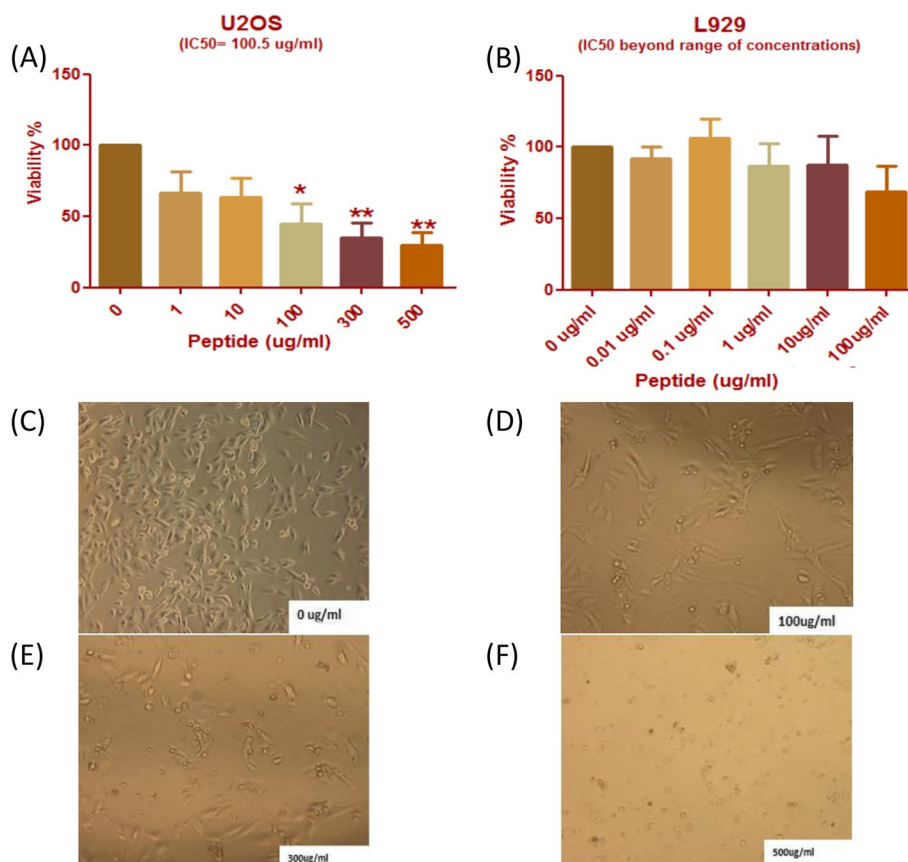 U2OS
(IC50= 100.5 ug/ml)
(A)
150
100
50
0
Viability %
*
**
**
0
1
10
100
300
500
Peptide (ug/ml)
L929
(IC50 beyond range of concentrations)
(B)
150
100
50
0
Viability %
0 ug/ml
0.01 ug/ml
0.1 ug/ml
1 ug/ml
10ug/ml
100ug/ml
Peptide (ug/ml)
(C)
0 ug/ml
(D)
100ug/ml
(E)
300ug/ml
(F)
500ug/ml